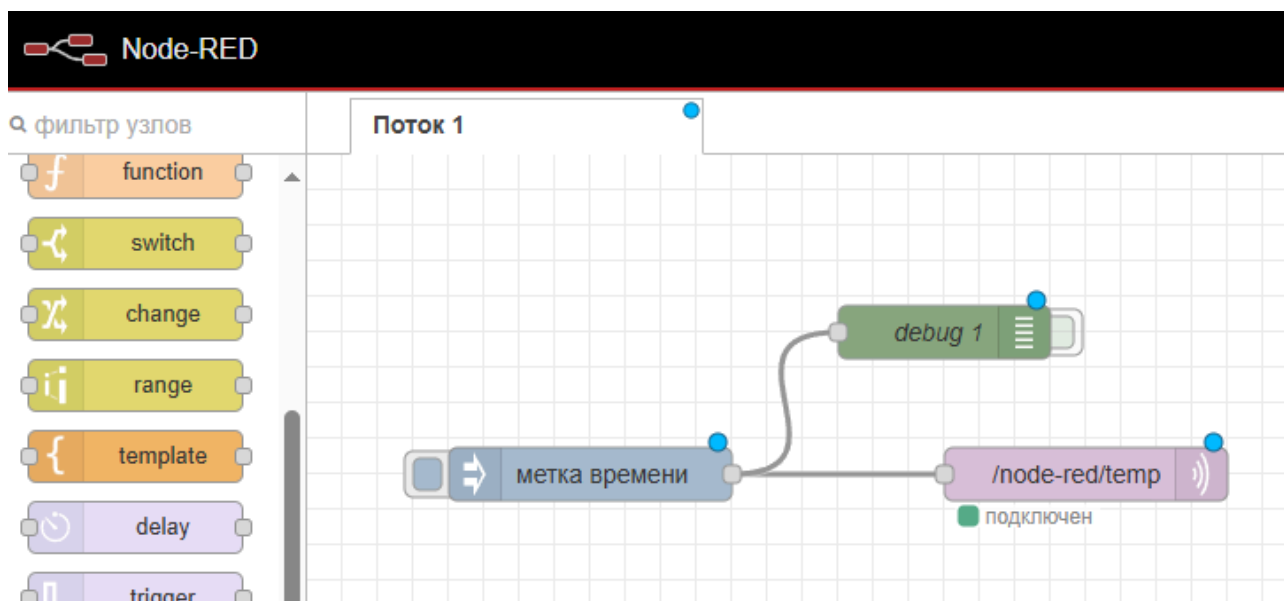 Node-RED
фильтр узлов
Поток 1
function
switch
change
range
template
delay
trigger
debug 1
метка времени
/node-red/temp
подключен